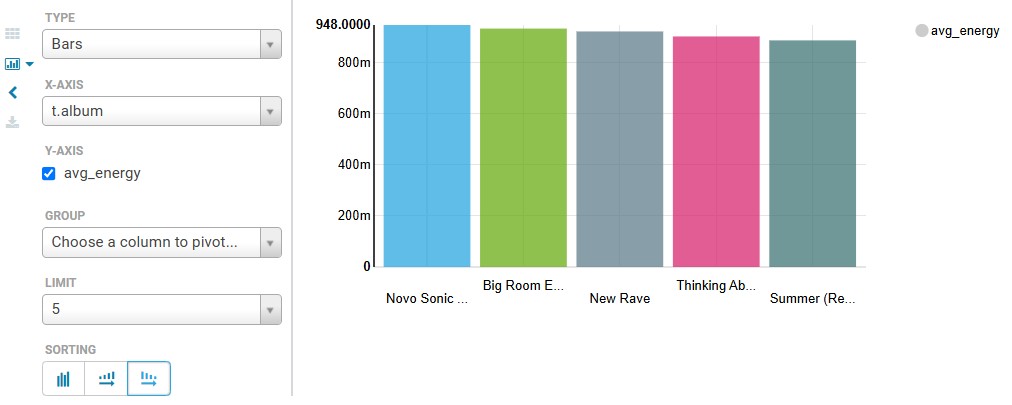 TYPE
Bars
X-AXIS
t.album
Y-AXIS
avg_energy
GROUP
Choose a column to pivot...
LIMIT
5
SORTING
948.0000
800m
600m
400m
200m
0
Novo Sonic ...
Big Room E...
New Rave
Thinking Ab...
Summer (Re...
avg_energy